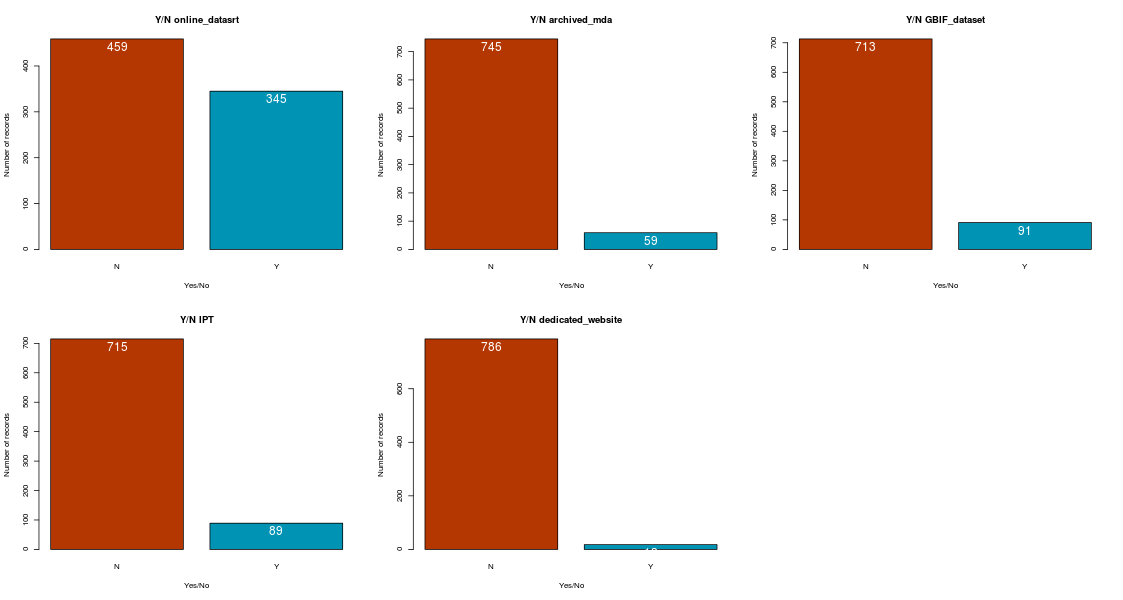 Y/N online_datasrt
Number of records
0
100
200
300
400
459
345
N
Y
Yes/No
Y/N archived_mda
Number of records
0
100
200
300
400
500
600
700
745
59
N
Y
Yes/No
Y/N GBIF_dataset
Number of records
0
100
200
300
400
500
600
700
713
91
N
Y
Yes/No
Y/N IPT
Number of records
0
100
200
300
400
500
600
700
715
89
N
Y
Yes/No
Y/N dedicated_website
Number of records
0
200
400
600
786
N
Y
Yes/No